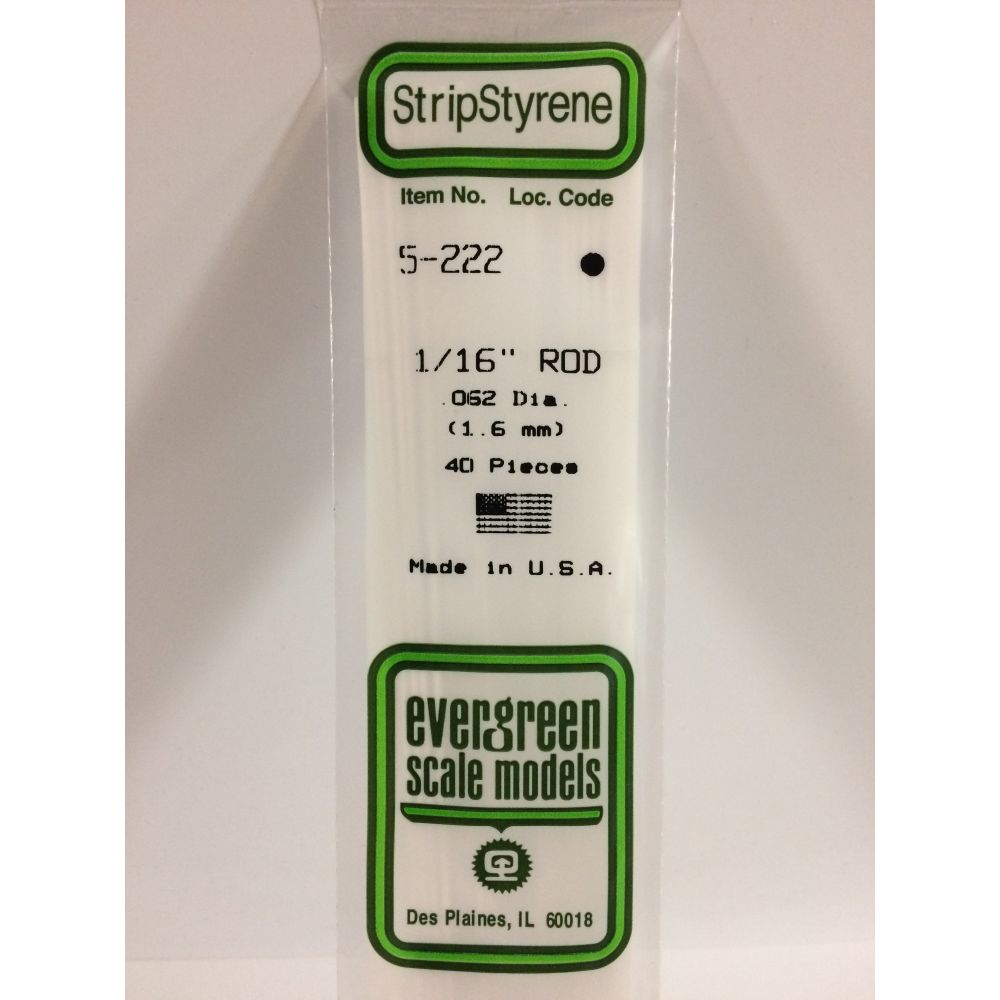 StripStyrene
Item No. Loc. Code
5-222 ●
1/16" ROD
.062 Dia.
(1.6 mm)
40 Pieces
Made in U.S.A.
evergreen
scale models
Des Plaines, IL 60018